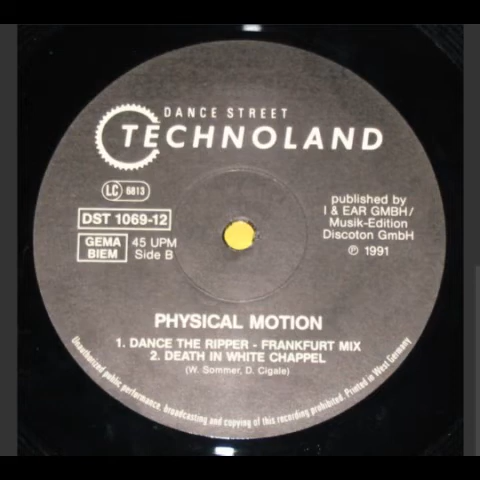 DANCE STREET
TECHNOLAND
LC 6813
DST 1069-12
GEMA
BIEM
45 UPM
Side B
published by
I & EAR GMBH/
Musik-Edition
Discoton GmbH
℗ 1991
PHYSICAL MOTION
1. DANCE THE RIPPER - FRANKFURT MIX
2. DEATH IN WHITE CHAPPEL
(W. Sommer, D. Cigale)
Unauthorized public performance, broadcasting and copying of this recording prohibited. Printed in West Germany